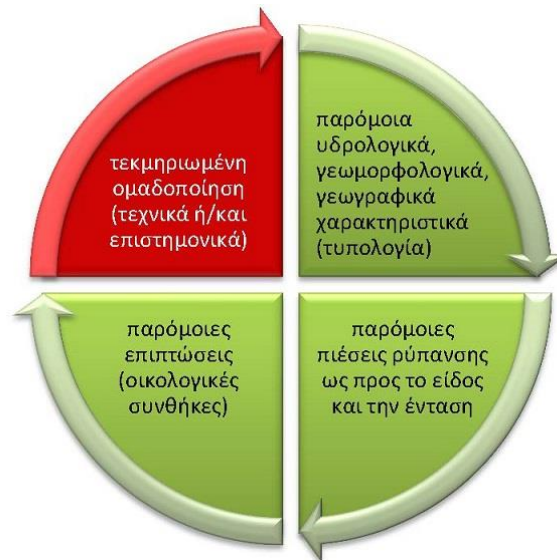 τεκμηριωμένη
ομαδοποίηση
(τεχνικά ή/και
επιστημονικά)
παρόμοια
υδρολογικά,
γεωμορφολογικά,
γεωγραφικά
χαρακτηριστικά
(τυπολογία)
παρόμοιες
επιπτώσεις
(οικολογικές
συνθήκες)
παρόμοιες
πιέσεις ρύπανσης
ως προς το είδος
και την ένταση